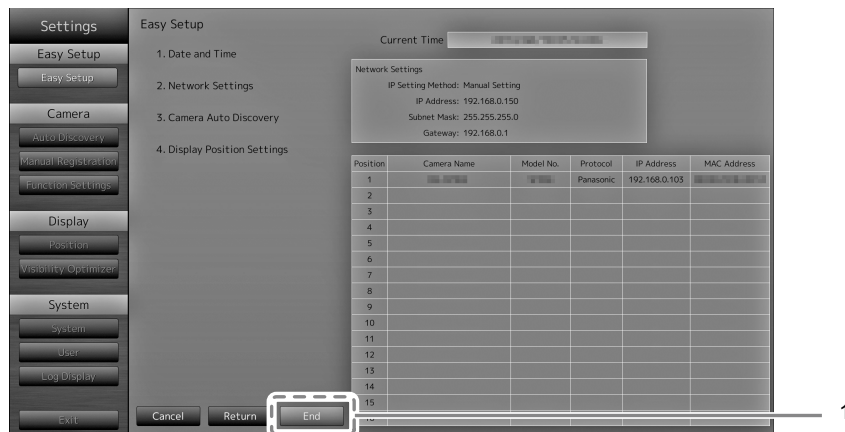 Settings
Easy Setup
Easy Setup
Camera
Auto Discovery
Manual Registration
Function Settings
Display
Position
Visibility Optimizer
System
System
User
Log Display
Exit
Easy Setup
1. Date and Time
2. Network Settings
3. Camera Auto Discovery
4. Display Position Settings
Cancel Return End
Current Time
Network Settings
IP Setting Method: Manual Setting
IP Address: 192.168.0.150
Subnet Mask: 255.255.255.0
Gateway: 192.168.0.1
Position Camera Name Model No. Protocol IP Address MAC Address
1 Panasonic 192.168.0.103
2
3
4
5
6
7
8
9
10
11
12
13
14
15
1